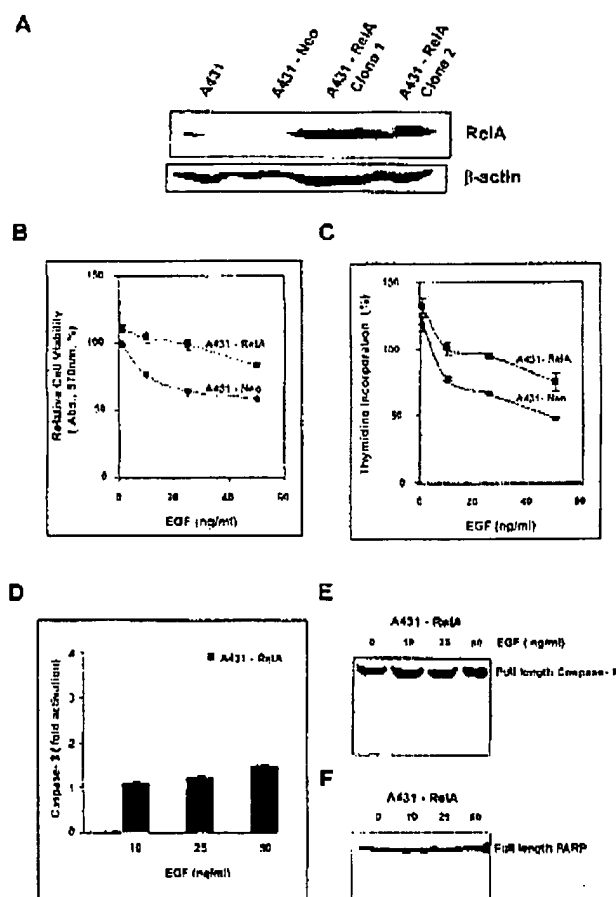 A
A431
A431 - Neo
A431 - RelA
Clone 1
A431 - RelA
Clone 2
RelA
β-actin
B
Relative Cell Viability
( Abs., 570nm, %)
150
100
50
0
A431 - RelA
A431 - Neo
0 20 40 60
EGF (ng/ml)
C
Thymidine Incorporation (%)
150
100
50
0
A431- RelA
A431- Neo
0 20 40 60
EGF (ng/ml)
D
Caspase- 3 ( fold activation)
4
3
2
1
0
A431 - RelA
10 25 50
EGF (ng/ml)
E
A431 - RelA
0 10 25 50 EGF (ng/ml)
Full length Caspase-
F
A431 - RelA
0 10 25 50
Full length PARP